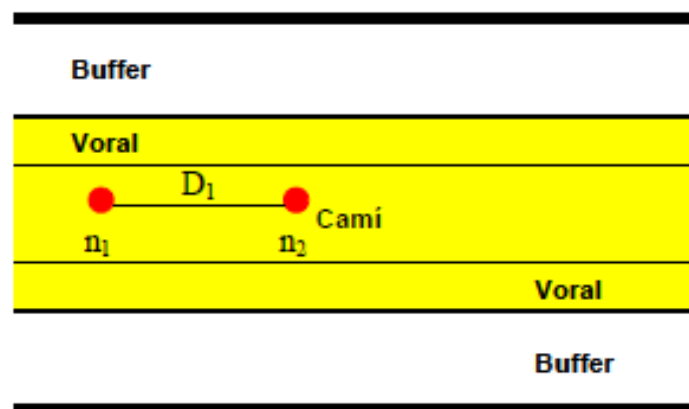 Buffer
Voral
D₁
Camí
n₁ n₂
Voral
Buffer